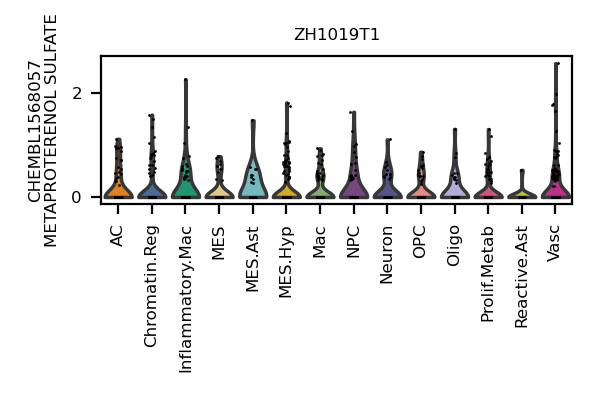 ZH1019T1
CHEMBL1568057
METAPROTERENOL SULFATE
2
0
AC
Chromatin.Reg
Inflammatory.Mac
MES
MES.Ast
MES.Hyp
Mac
NPC
Neuron
OPC
Oligo
Prolif.Metab
Reactive.Ast
Vasc